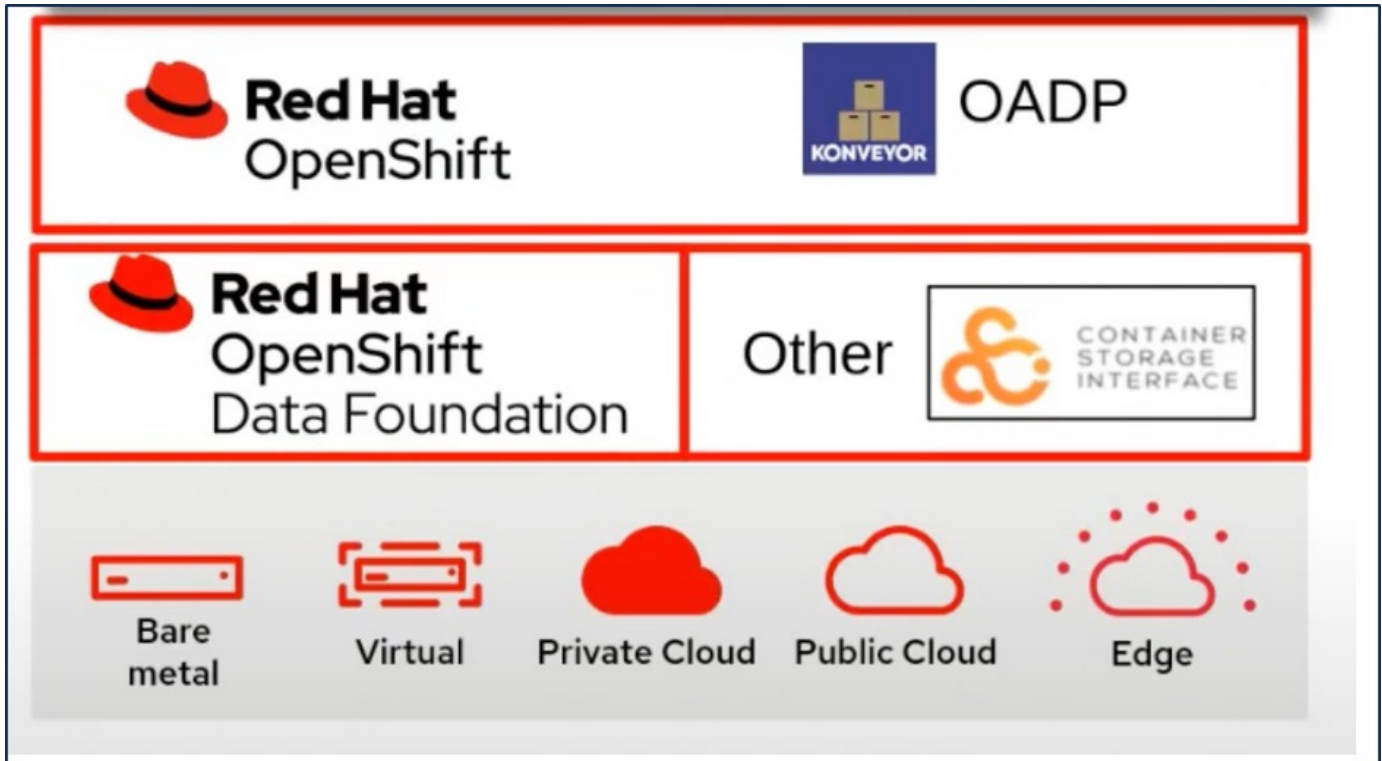 Red Hat
OpenShift
KONVEYOR
OADP
Red Hat
OpenShift
Data Foundation
Other
CONTAINER
STORAGE
INTERFACE
Bare
metal
Virtual
Private Cloud
Public Cloud
Edge